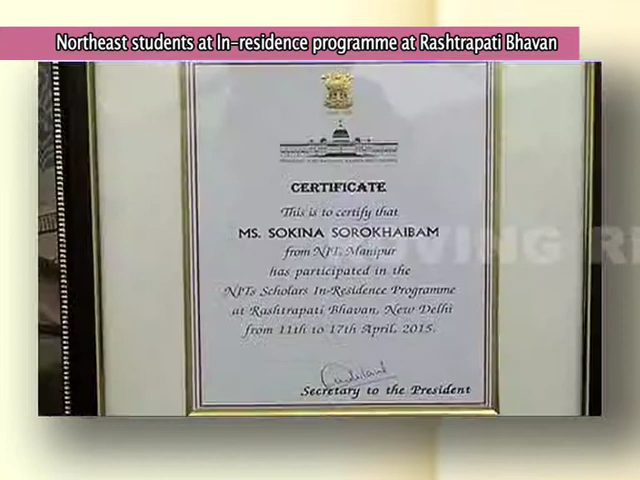 Northeast students at In-residence programme at Rashtrapati Bhavan
CERTIFICATE
This is to certify that
MS. SOKINA SOROKHAIBAM
from NIT, Manipur
has participated in the
NITs Scholars In-Residence Programme
at Rashtrapati Bhavan, New Delhi
from 11th to 17th April, 2015.
Secretary to the President